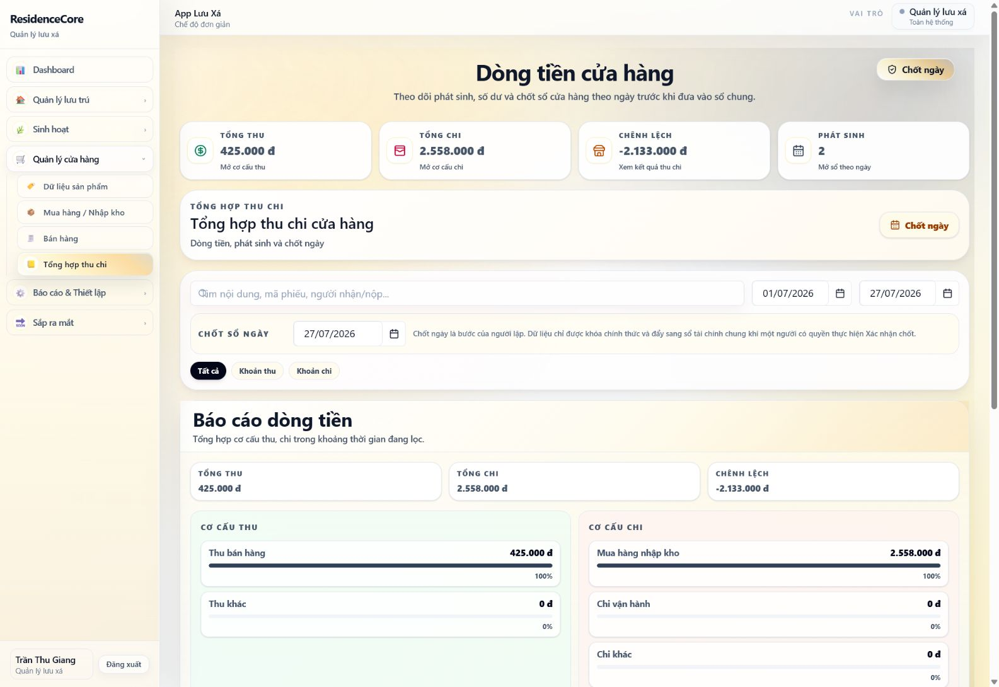 ResidenceCore
Quản lý lưu xá
Dashboard
Quản lý lưu trú
Sinh hoạt
Quản lý cửa hàng
Dữ liệu sản phẩm
Mua hàng / Nhập kho
Bán hàng
Tổng hợp thu chi
Báo cáo & Thiết lập
Sắp ra mắt
Trần Thu Giang
Quản lý lưu xá
Đăng xuất
App Lưu Xá
Chế độ đơn giản
VAI TRÒ
Quản lý lưu xá
Toàn hệ thống
Dòng tiền cửa hàng
Theo dõi phát sinh, số dư và chốt sổ cửa hàng theo ngày trước khi đưa vào sổ chung.
Chốt ngày
TỔNG THU
425.000 đ
Mở cơ cấu thu
TỔNG CHI
2.558.000 đ
Mở cơ cấu chi
CHÊNH LỆCH
-2.133.000 đ
Xem kết quả thu chi
PHÁT SINH
2
Mở sổ theo ngày
TỔNG HỢP THU CHI
Tổng hợp thu chi cửa hàng
Dòng tiền, phát sinh và chốt ngày
Chốt ngày
Tìm nội dung, mã phiếu, người nhận/nộp...
01/07/2026
27/07/2026
CHỐT SỔ NGÀY
27/07/2026
Chốt ngày là bước của người lập. Dữ liệu chỉ được khóa chính thức và đẩy sang sổ tài chính chung khi một người có quyền thực hiện Xác nhận chốt.
Tất cả
Khoản thu
Khoản chi
Báo cáo dòng tiền
Tổng hợp cơ cấu thu, chi trong khoảng thời gian đang lọc.
TỔNG THU
425.000 đ
TỔNG CHI
2.558.000 đ
CHÊNH LỆCH
-2.133.000 đ
CƠ CẤU THU
Thu bán hàng
425.000 đ
100%
Thu khác
0 đ
0%
CƠ CẤU CHI
Mua hàng nhập kho
2.558.000 đ
100%
Chi vận hành
0 đ
0%
Chi khác
0 đ
0%